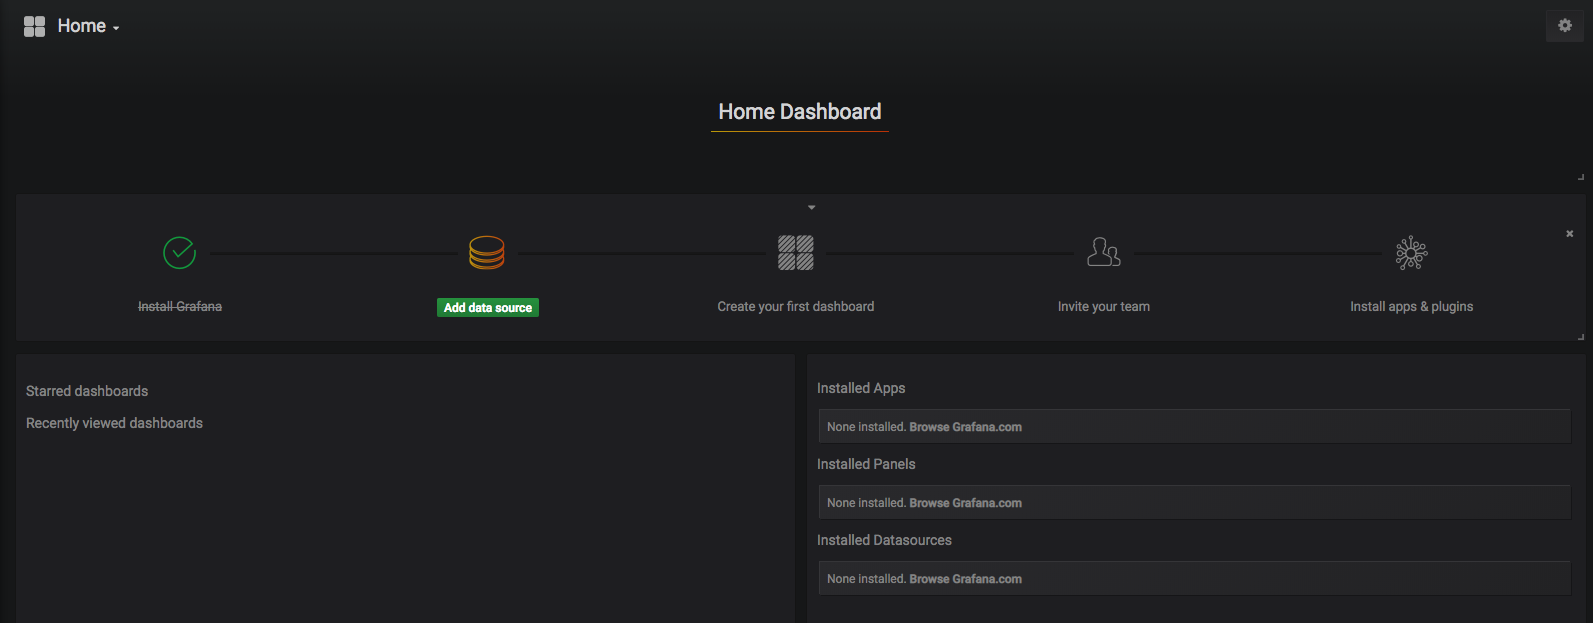 Home
Home Dashboard
Install Grafana
Add data source
Create your first dashboard
Invite your team
Install apps & plugins
Starred dashboards
Recently viewed dashboards
Installed Apps
None installed. Browse Grafana.com
Installed Panels
None installed. Browse Grafana.com
Installed Datasources
None installed. Browse Grafana.com